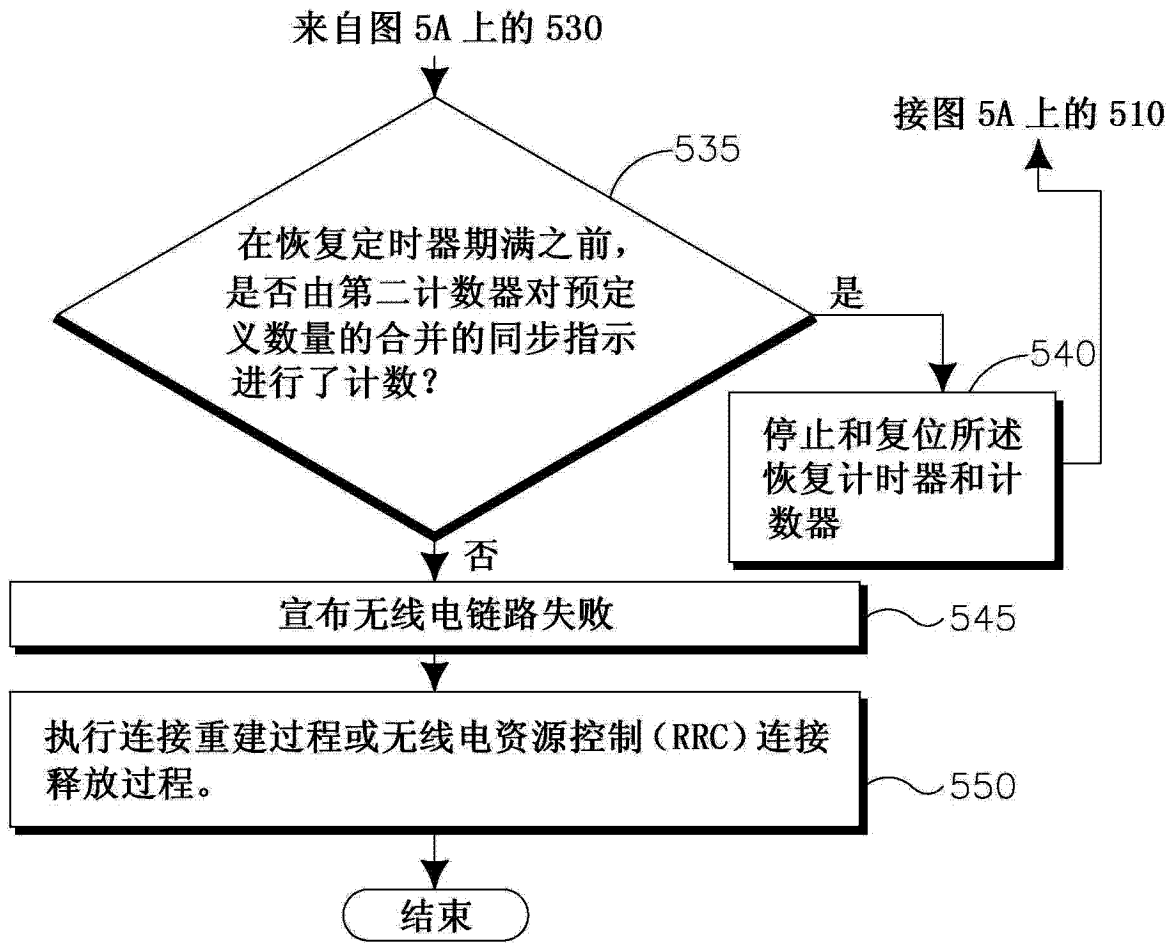 来自图 5A 上的 530
接图 5A 上的 510
535
在恢复定时器期满之前，
是否由第二计数器对预定
义数量的合并的同步指示
进行了计数？
是
540
停止和复位所述
恢复计时器和计
数器
否
宣布无线电链路失败
545
执行连接重建过程或无线电资源控制（RRC）连接
释放过程。
550
结束